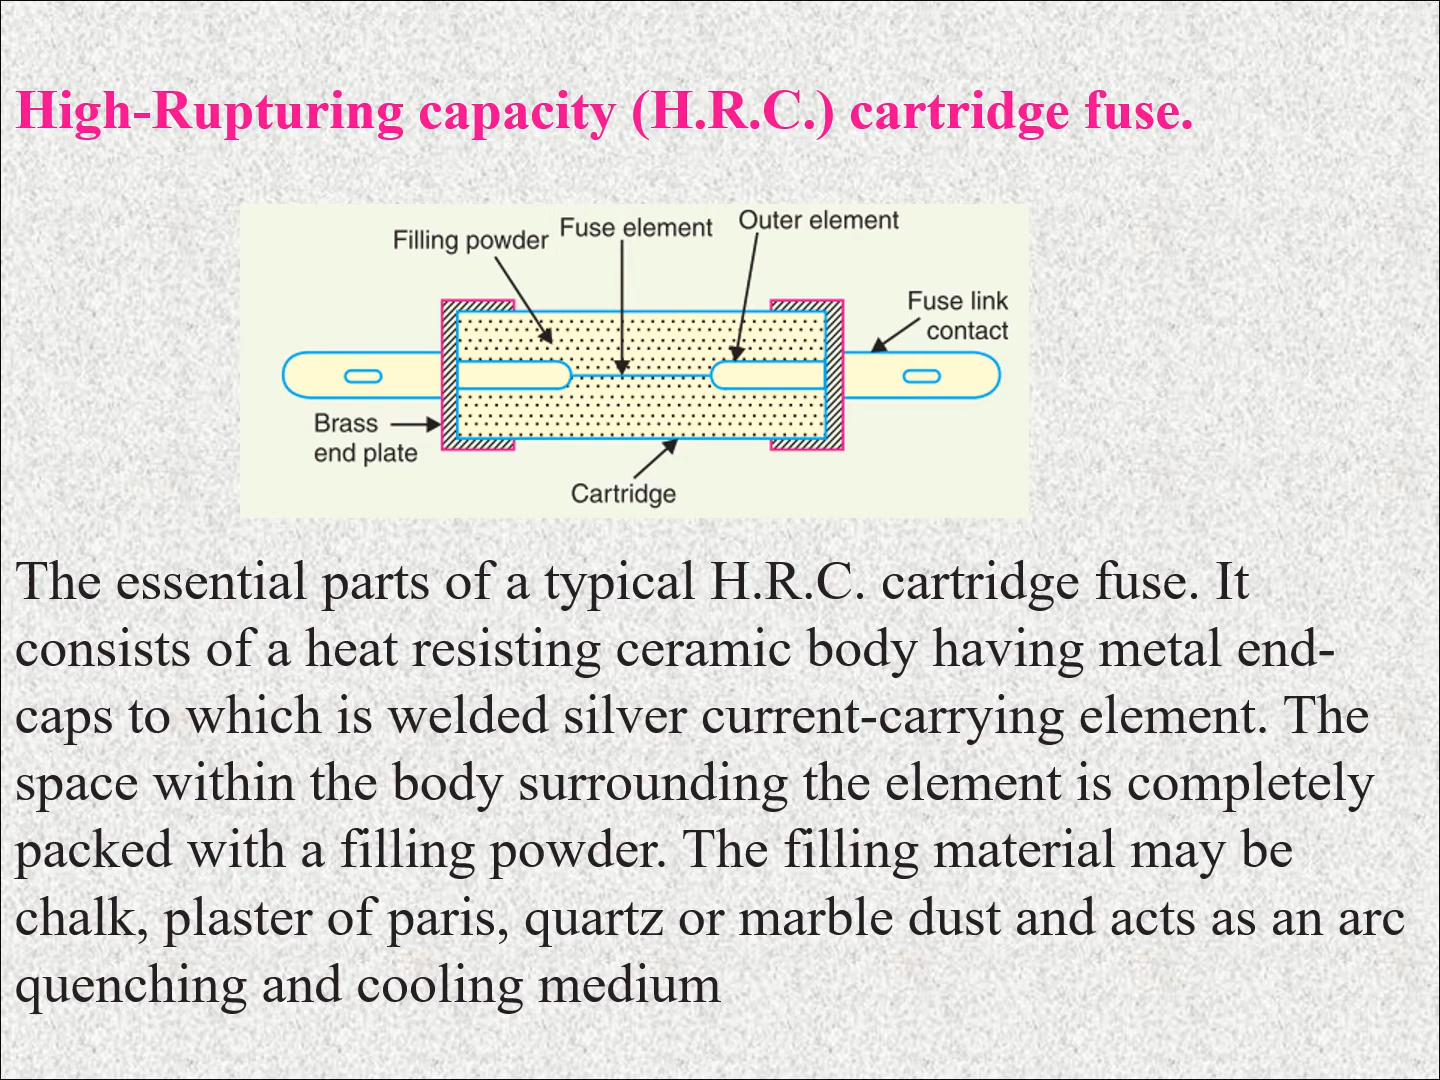 High-Rupturing capacity (H.R.C.) cartridge fuse.
Filling powder
Fuse element
Outer element
Fuse link
contact
Brass
end plate
Cartridge
The essential parts of a typical H.R.C. cartridge fuse. It
consists of a heat resisting ceramic body having metal end-
caps to which is welded silver current-carrying element. The
space within the body surrounding the element is completely
packed with a filling powder. The filling material may be
chalk, plaster of paris, quartz or marble dust and acts as an arc
quenching and cooling medium